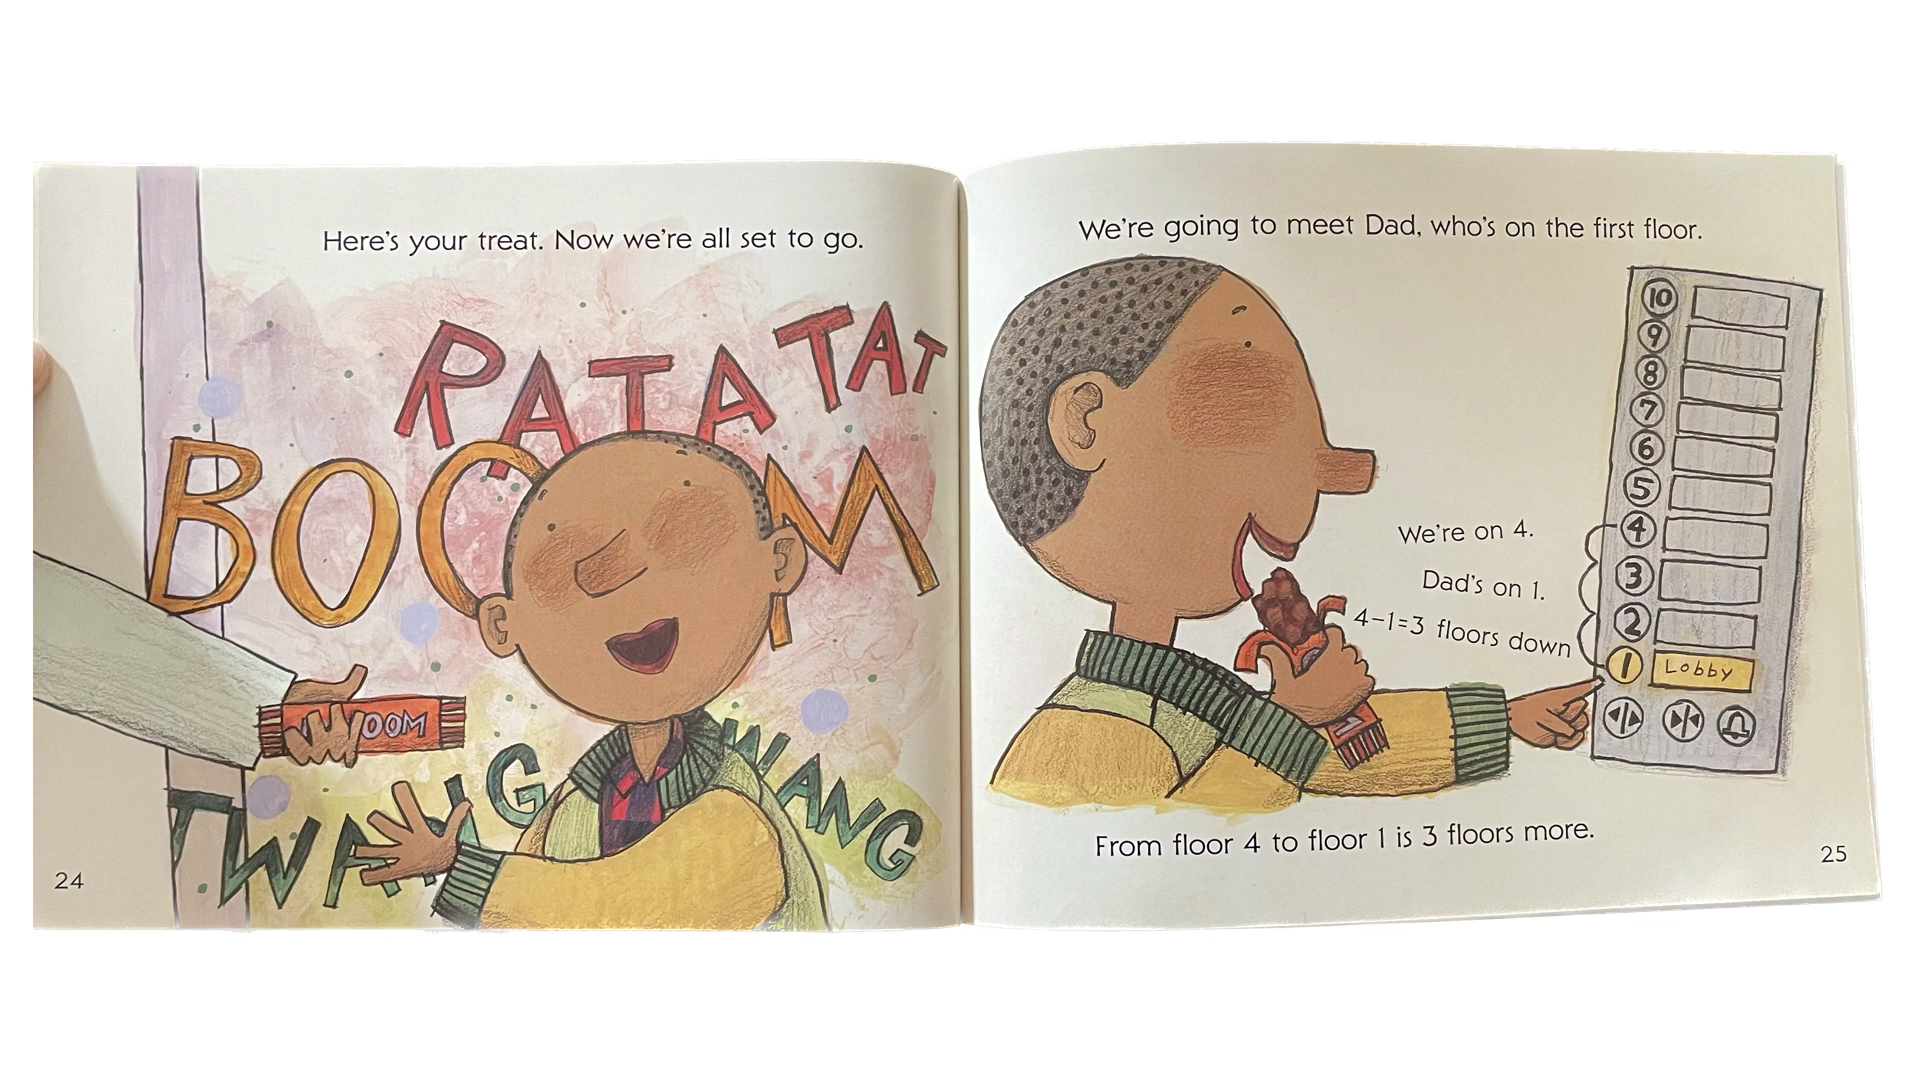 Here's your treat. Now we're all set to go.
RATATATAT
BOOM
OOM
TWANG
WANG
24
We're going to meet Dad, who's on the first floor.
10
9
8
7
6
5
We're on 4.
4
Dad's on 1.
3
4–1=3 floors down
2
1 Lobby
From floor 4 to floor 1 is 3 floors more.
25